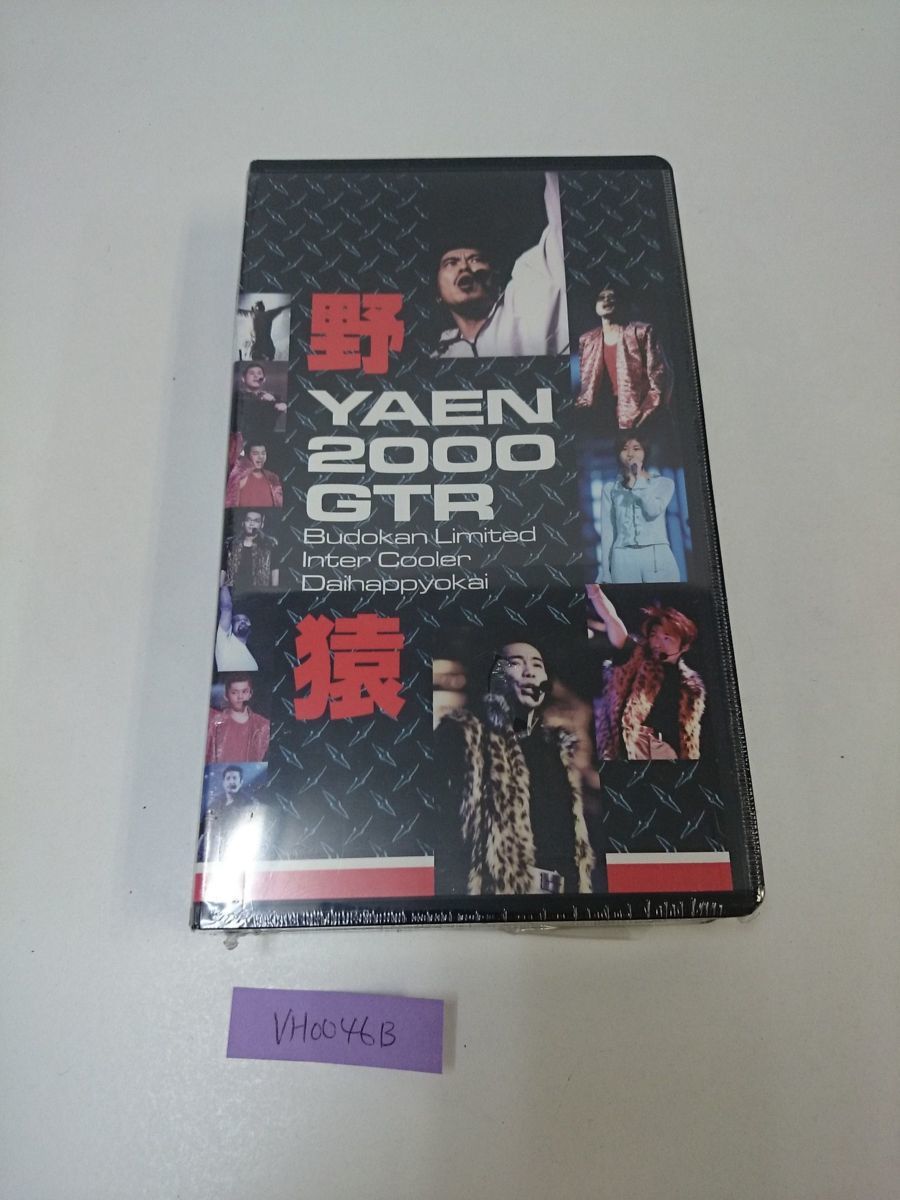 野
YAEN
2000
GTR
Budokan Limited
Inter Cooler
Daihappyokai
猿
VH0046B